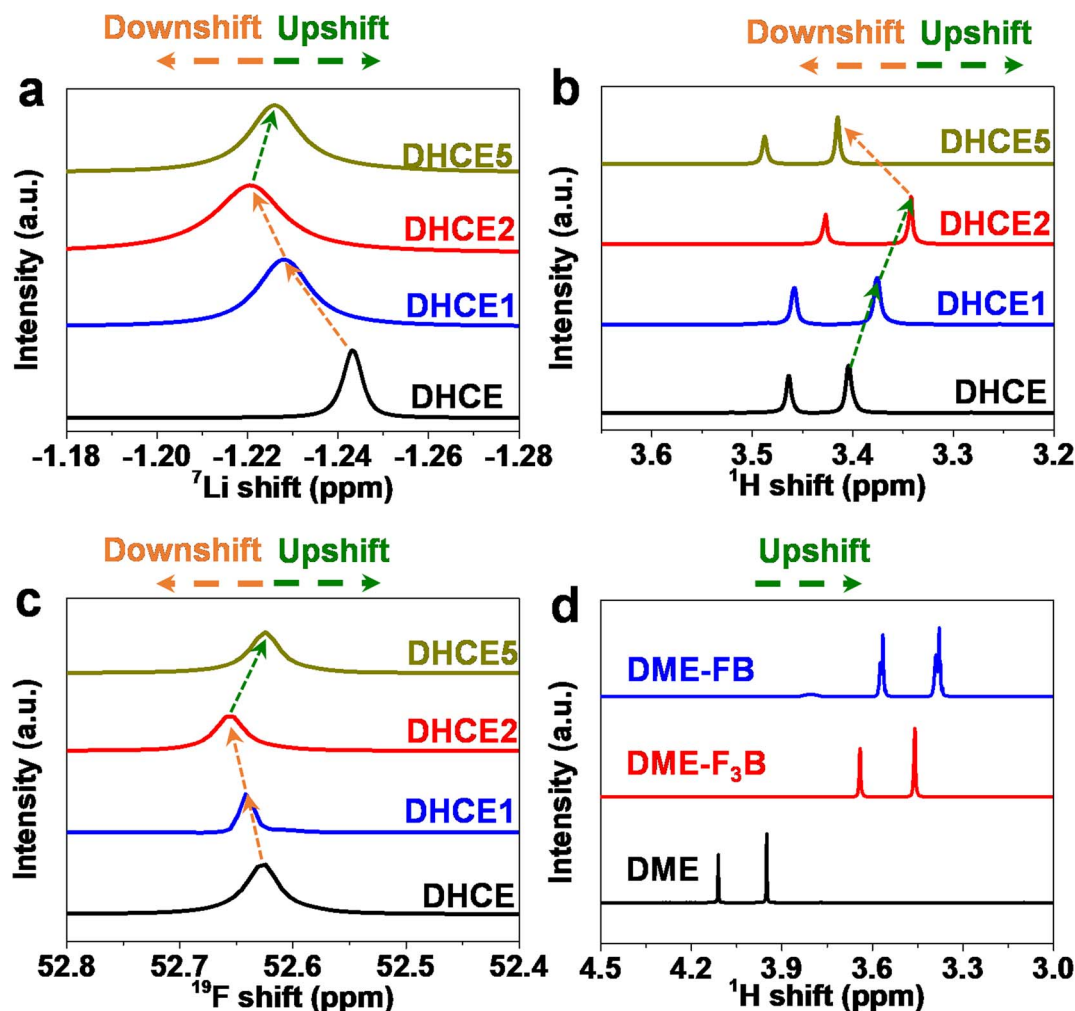 Downshift Upshift
a
DHCE5
DHCE2
DHCE1
DHCE
Intensity (a.u.)
-1.18 -1.20 -1.22 -1.24 -1.26 -1.28
⁷Li shift (ppm)
Downshift Upshift
b
DHCE5
DHCE2
DHCE1
DHCE
Intensity (a.u.)
3.6 3.5 3.4 3.3 3.2
¹H shift (ppm)
Downshift Upshift
c
DHCE5
DHCE2
DHCE1
DHCE
Intensity (a.u.)
52.8 52.7 52.6 52.5 52.4
¹⁹F shift (ppm)
Upshift
d
DME-FB
DME-F₃B
DME
Intensity (a.u.)
4.5 4.2 3.9 3.6 3.3 3.0
¹H shift (ppm)